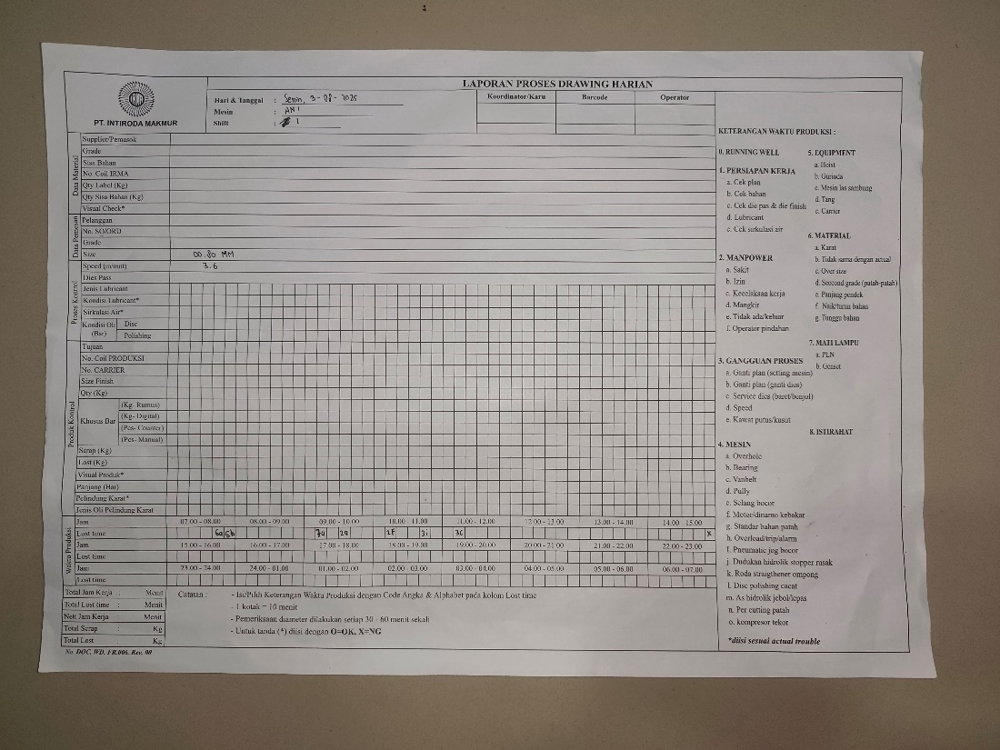 LAPORAN PROSES DRAWING HARIAN
PT. INTIRODA MAKMUR
Hari & Tanggal : Senin, 3-08-2025
Mesin : AN1
Shift : 1
Koordinator/Karu Barcode Operator
Data Material
Supplier/Pemasok
Grade
Sisa Bahan
No. Coil IRMA
Qty Label (Kg)
Qty Sisa Bahan (Kg)
Visual Check*
Data Pemesan
Pelanggan
No. SO/ORD
Grade
Size 00.80 MM
Proses Kontrol
Speed (m/mnt) 3.6
Dies Pass
Jenis Lubricant
Kondisi Lubricant*
Sirkulasi Air*
Kondisi Oli (Bar) Disc
Polishing
Produk Kontrol
Tujuan
No. Coil PRODUKSI
No. CARRIER
Size Finish
Qty (Kg)
Khusus Bar (Kg- Rumus)
(Kg- Digital)
(Pcs- Counter)
(Pcs- Manual)
Scrap (Kg)
Lost (Kg)
Visual Produk*
Panjang (Har)
Pelindung Karat*
Jenis Oli Pelindung Karat
Waktu Produksi
Jam 07.00 - 08.00 08.00 - 09.00 09.00 - 10.00 10.00 - 11.00 11.00 - 12.00 12.00 - 13.00 13.00 - 14.00 14.00 - 15.00
Lost time 6a 5b 7a 2a 2f 3i 3c x
Jam 15.00 - 16.00 16.00 - 17.00 17.00 - 18.00 18.00 - 19.00 19.00 - 20.00 20.00 - 21.00 21.00 - 22.00 22.00 - 23.00
Lost time
Jam 23.00 - 24.00 24.00 - 01.00 01.00 - 02.00 02.00 - 03.00 03.00 - 04.00 04.00 - 05.00 05.00 - 06.00 06.00 - 07.00
Lost time
Total Jam Kerja : Menit
Total Lost time : Menit
Nett Jam Kerja : Menit
Total Scrap : Kg
Total Lost : Kg
Catatan :
- Isi/Pilih Keterangan Waktu Produksi dengan Code Angka & Alphabet pada kolom Lost time
- 1 kotak = 10 menit
- Pemeriksaan diameter dilakukan setiap 30 - 60 menit sekali
- Untuk tanda (*) diisi dengan O=OK, X=NG
No. DOC. WD. FR.006. Rev. 00
KETERANGAN WAKTU PRODUKSI :
0. RUNNING WELL
1. PERSIAPAN KERJA
a. Cek plan
b. Cek bahan
c. Cek die pas & die finish
d. Lubricant
e. Cek sirkulasi air
2. MANPOWER
a. Sakit
b. Izin
c. Kecelakaan kerja
d. Mangkir
e. Tidak ada/keluar
f. Operator pindahan
3. GANGGUAN PROSES
a. Ganti plan (setting mesin)
b. Ganti plan (ganti dies)
c. Service dies (baret/benjol)
d. Speed
e. Kawat putus/kusut
4. MESIN
a. Overhole
b. Bearing
c. Vanbelt
d. Pully
e. Selang bocor
f. Motor/dinamo kebakar
g. Standar bahan patah
h. Overload/trip/alarm
I. Pneumatic jog bocor
j. Dudukan hidrolik stopper rusak
k. Roda straigthener ompong
l. Disc polishing cacat
m. As hidrolik jebol/lepas
n. Per cutting patah
o. kompresor tekor
5. EQUIPMENT
a. Hoist
b. Gurinda
c. Mesin las sambung
d. Tang
e. Carrier
6. MATERIAL
a. Karat
b. Tidak sama dengan actual
c. Over size
d. Seccond grade (patah-patah)
e. Panjang pendek
f. Naik/turun bahan
g. Tunggu bahan
7. MATI LAMPU
a. PLN
b. Genset
8. ISTIRAHAT
*diisi sesuai actual trouble